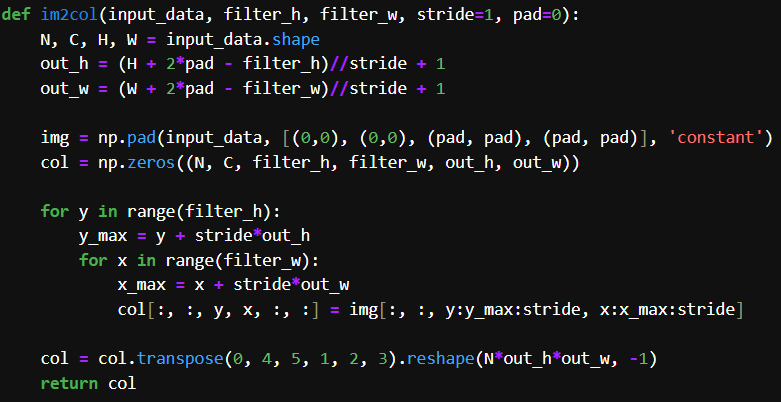 def im2col(input_data, filter_h, filter_w, stride=1, pad=0):
    N, C, H, W = input_data.shape
    out_h = (H + 2*pad - filter_h)//stride + 1
    out_w = (W + 2*pad - filter_w)//stride + 1

    img = np.pad(input_data, [(0,0), (0,0), (pad, pad), (pad, pad)], 'constant')
    col = np.zeros((N, C, filter_h, filter_w, out_h, out_w))

    for y in range(filter_h):
        y_max = y + stride*out_h
        for x in range(filter_w):
            x_max = x + stride*out_w
            col[:, :, y, x, :, :] = img[:, :, y:y_max:stride, x:x_max:stride]

    col = col.transpose(0, 4, 5, 1, 2, 3).reshape(N*out_h*out_w, -1)
    return col